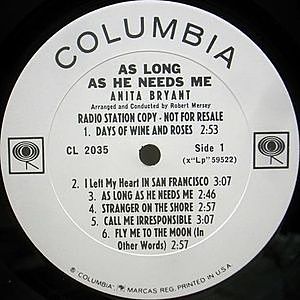 COLUMBIA
AS LONG
AS HE NEEDS ME
ANITA BRYANT
Arranged and Conducted by Robert Mersey
RADIO STATION COPY - NOT FOR RESALE
1. DAYS OF WINE AND ROSES 2:53
CL 2035
Side 1
(x"Lp"59522)
2. I Left My Heart IN SAN FRANCISCO 3:07
3. AS LONG AS HE NEEDS ME 2:46
4. STRANGER ON THE SHORE 2:57
5. CALL ME IRRESPONSIBLE 3:07
6. FLY ME TO THE MOON (In
Other Words) 2:57
® "COLUMBIA", MARCAS REG. PRINTED IN U.S.A.